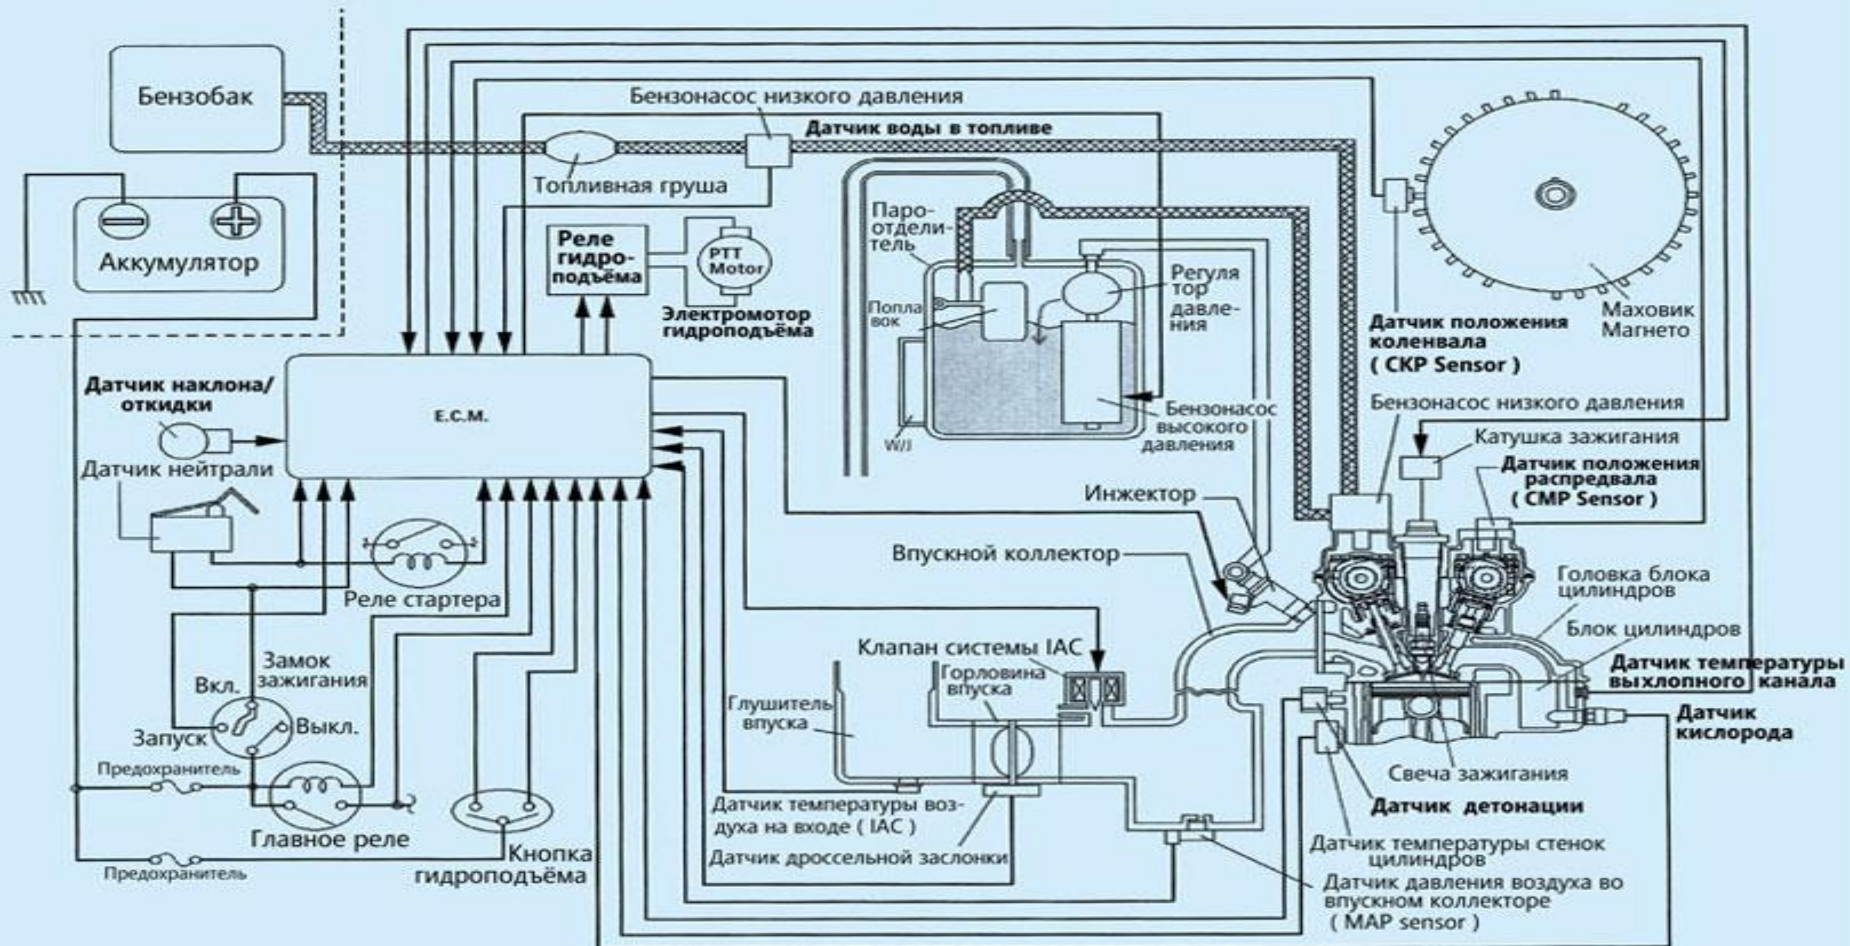 Бензобак
Бензонасос низкого давления
Датчик воды в топливе
Топливная груша
Аккумулятор
Реле
гидро-
подъёма
PTT
Motor
Электромотор
гидроподъёма
Паро-
отдели-
тель
Попла
вок
Регуля
тор
давле-
ния
W/J
Бензонасос
высокого
давления
Маховик
Магнето
Датчик положения
коленвала
( CKP Sensor )
Бензонасос низкого давления
Катушка зажигания
Датчик положения
распредвала
( CMP Sensor )
Датчик наклона/
откидки
E.C.M.
Датчик нейтрали
Реле стартера
Инжектор
Впускной коллектор
Головка блока
цилиндров
Блок цилиндров
Датчик температуры
выхлопного канала
Датчик
кислорода
Клапан системы IAC
Горловина
впуска
Глушитель
впуска
Замок
зажигания
Вкл.
Выкл.
Запуск
Предохранитель
Главное реле
Предохранитель
Кнопка
гидроподъёма
Датчик температуры воз-
духа на входе ( IAC )
Датчик дроссельной заслонки
Свеча зажигания
Датчик детонации
Датчик температуры стенок
цилиндров
Датчик давления воздуха во
впускном коллекторе
( MAP sensor )